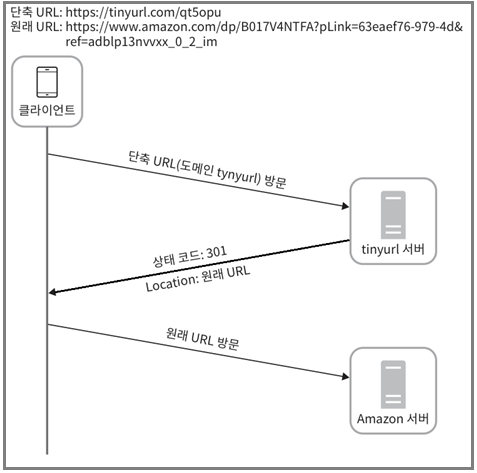 단축 URL: https://tinyurl.com/qt5opu
원래 URL: https://www.amazon.com/dp/B017V4NTFA?pLink=63eaef76-979-4d&
ref=adblp13nvvxx_0_2_im
클라이언트
단축 URL(도메인 tynyurl) 방문
tinyurl 서버
상태 코드: 301
Location: 원래 URL
원래 URL 방문
Amazon 서버